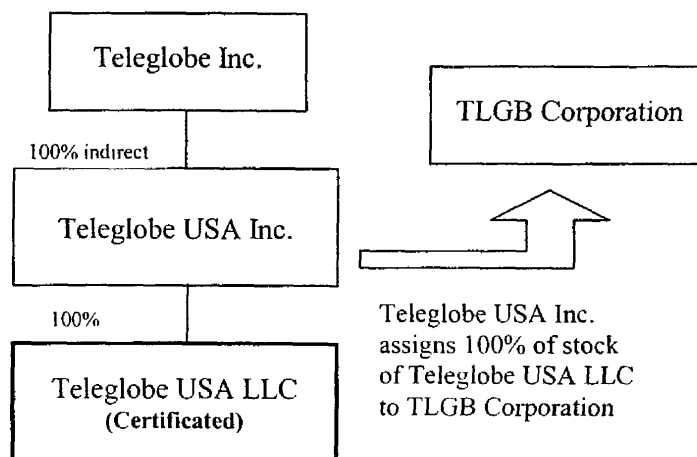 Teleglobe Inc.
TLGB Corporation
100% indirect
Teleglobe USA Inc.
100%
Teleglobe USA Inc.
assigns 100% of stock
of Teleglobe USA LLC
to TLGB Corporation
Teleglobe USA LLC
(Certificated)